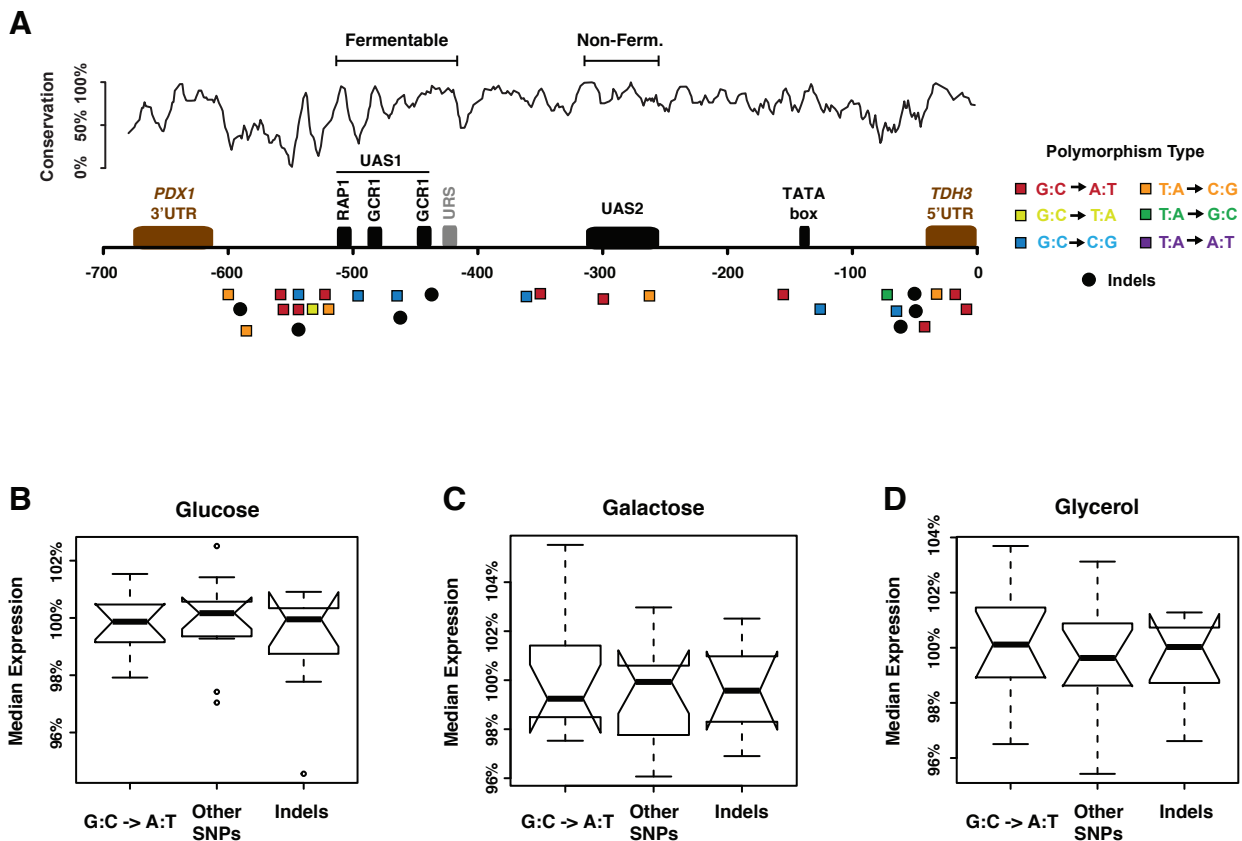 A
Fermentable
Non-Ferm.
Conservation
0% 50% 100%
UAS1
RAP1
GCR1
GCR1
URS
PDX1
3'UTR
UAS2
TATA
box
TDH3
5'UTR
-700 -600 -500 -400 -300 -200 -100 0
Polymorphism Type
G:C → A:T
T:A → C:G
G:C → T:A
T:A → G:C
G:C → C:G
T:A → A:T
Indels
B
Glucose
Median Expression
96% 98% 100% 102%
G:C -> A:T
Other
SNPs
Indels
C
Galactose
Median Expression
96% 98% 100% 102% 104%
G:C -> A:T
Other
SNPs
Indels
D
Glycerol
Median Expression
96% 98% 100% 102% 104%
G:C -> A:T
Other
SNPs
Indels